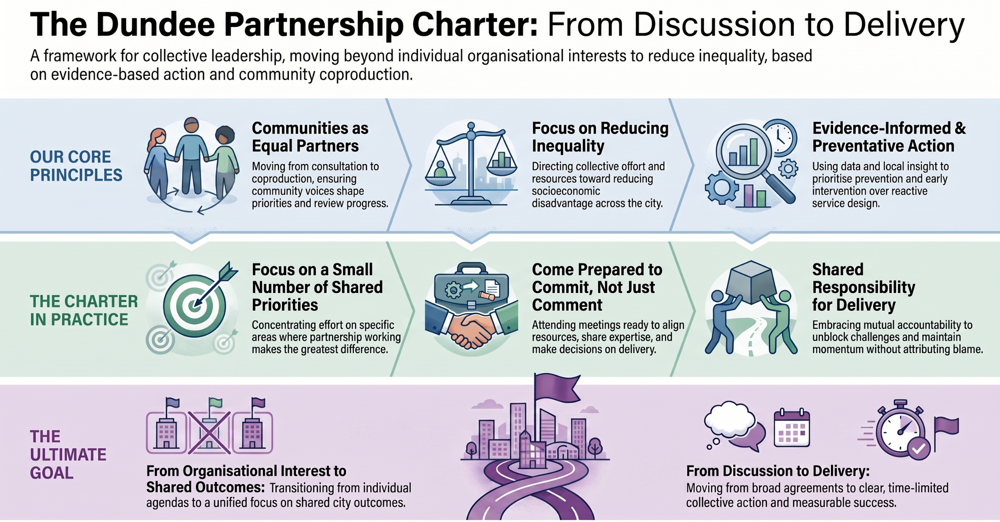 The Dundee Partnership Charter: From Discussion to Delivery
A framework for collective leadership, moving beyond individual organisational interests to reduce inequality, based
on evidence-based action and community coproduction.
OUR CORE
PRINCIPLES
Communities as
Equal Partners
Moving from consultation to
coproduction, ensuring
community voices shape
priorities and review progress.
Focus on Reducing
Inequality
Directing collective effort and
resources toward reducing
socioeconomic
disadvantage across the city.
Evidence-Informed &
Preventative Action
Using data and local insight to
prioritise prevention and early
intervention over reactive
service design.
THE CHARTER
IN PRACTICE
Focus on a Small
Number of Shared
Priorities
Concentrating effort on specific
areas where partnership working
makes the greatest difference.
Come Prepared to
Commit, Not Just
Comment
Attending meetings ready to align
resources, share expertise, and
make decisions on delivery.
Shared
Responsibility
for Delivery
Embracing mutual accountability to
unblock challenges and maintain
momentum without attributing blame.
THE
ULTIMATE
GOAL
From Organisational Interest to
Shared Outcomes: Transitioning from individual
agendas to a unified focus on shared city outcomes.
From Discussion to Delivery:
Moving from broad agreements to clear, time-limited
collective action and measurable success.